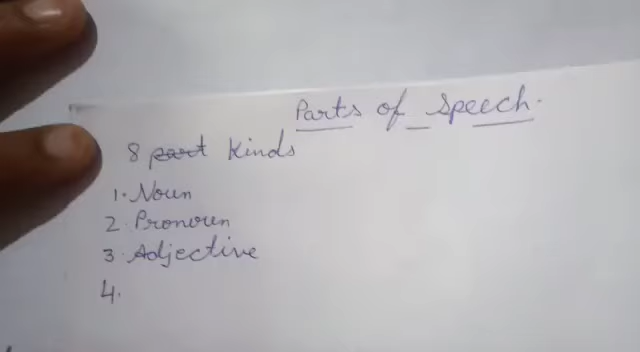 Parts of Speech.
8 part Kinds
1. Noun
2. Pronoun
3. Adjective
4.